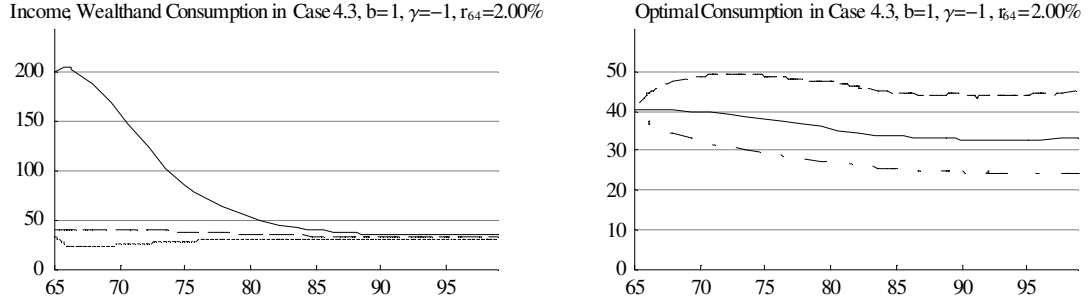 Income, Wealthand Consumption in Case 4.3, b=1, γ=−1, r64=2.00%
200
150
100
50
0
65 70 75 80 85 90 95
Optimal Consumption in Case 4.3, b=1, γ=−1, r64=2.00%
50
40
30
20
10
0
65 70 75 80 85 90 95